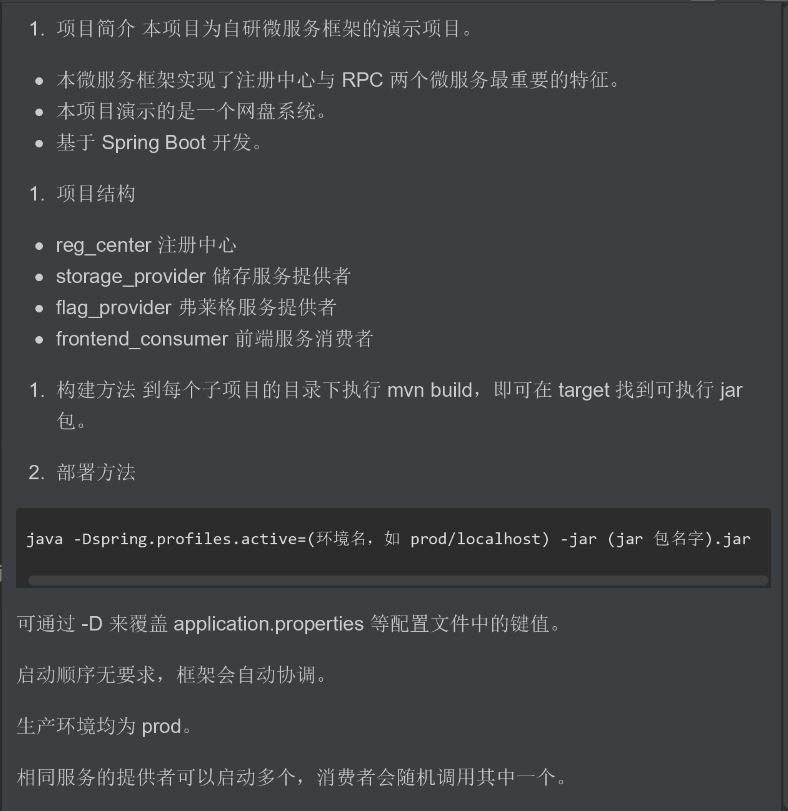 1. 项目简介 本项目为自研微服务框架的演示项目。
• 本微服务框架实现了注册中心与 RPC 两个微服务最重要的特征。
• 本项目演示的是一个网盘系统。
• 基于 Spring Boot 开发。
1. 项目结构
• reg_center 注册中心
• storage_provider 储存服务提供者
• flag_provider 弗莱格服务提供者
• frontend_consumer 前端服务消费者
1. 构建方法 到每个子项目的目录下执行 mvn build，即可在 target 找到可执行 jar
包。
2. 部署方法
java -Dspring.profiles.active=(环境名，如 prod/localhost) -jar (jar 包名字).jar
可通过 -D 来覆盖 application.properties 等配置文件中的键值。
启动顺序无要求，框架会自动协调。
生产环境均为 prod。
相同服务的提供者可以启动多个，消费者会随机调用其中一个。